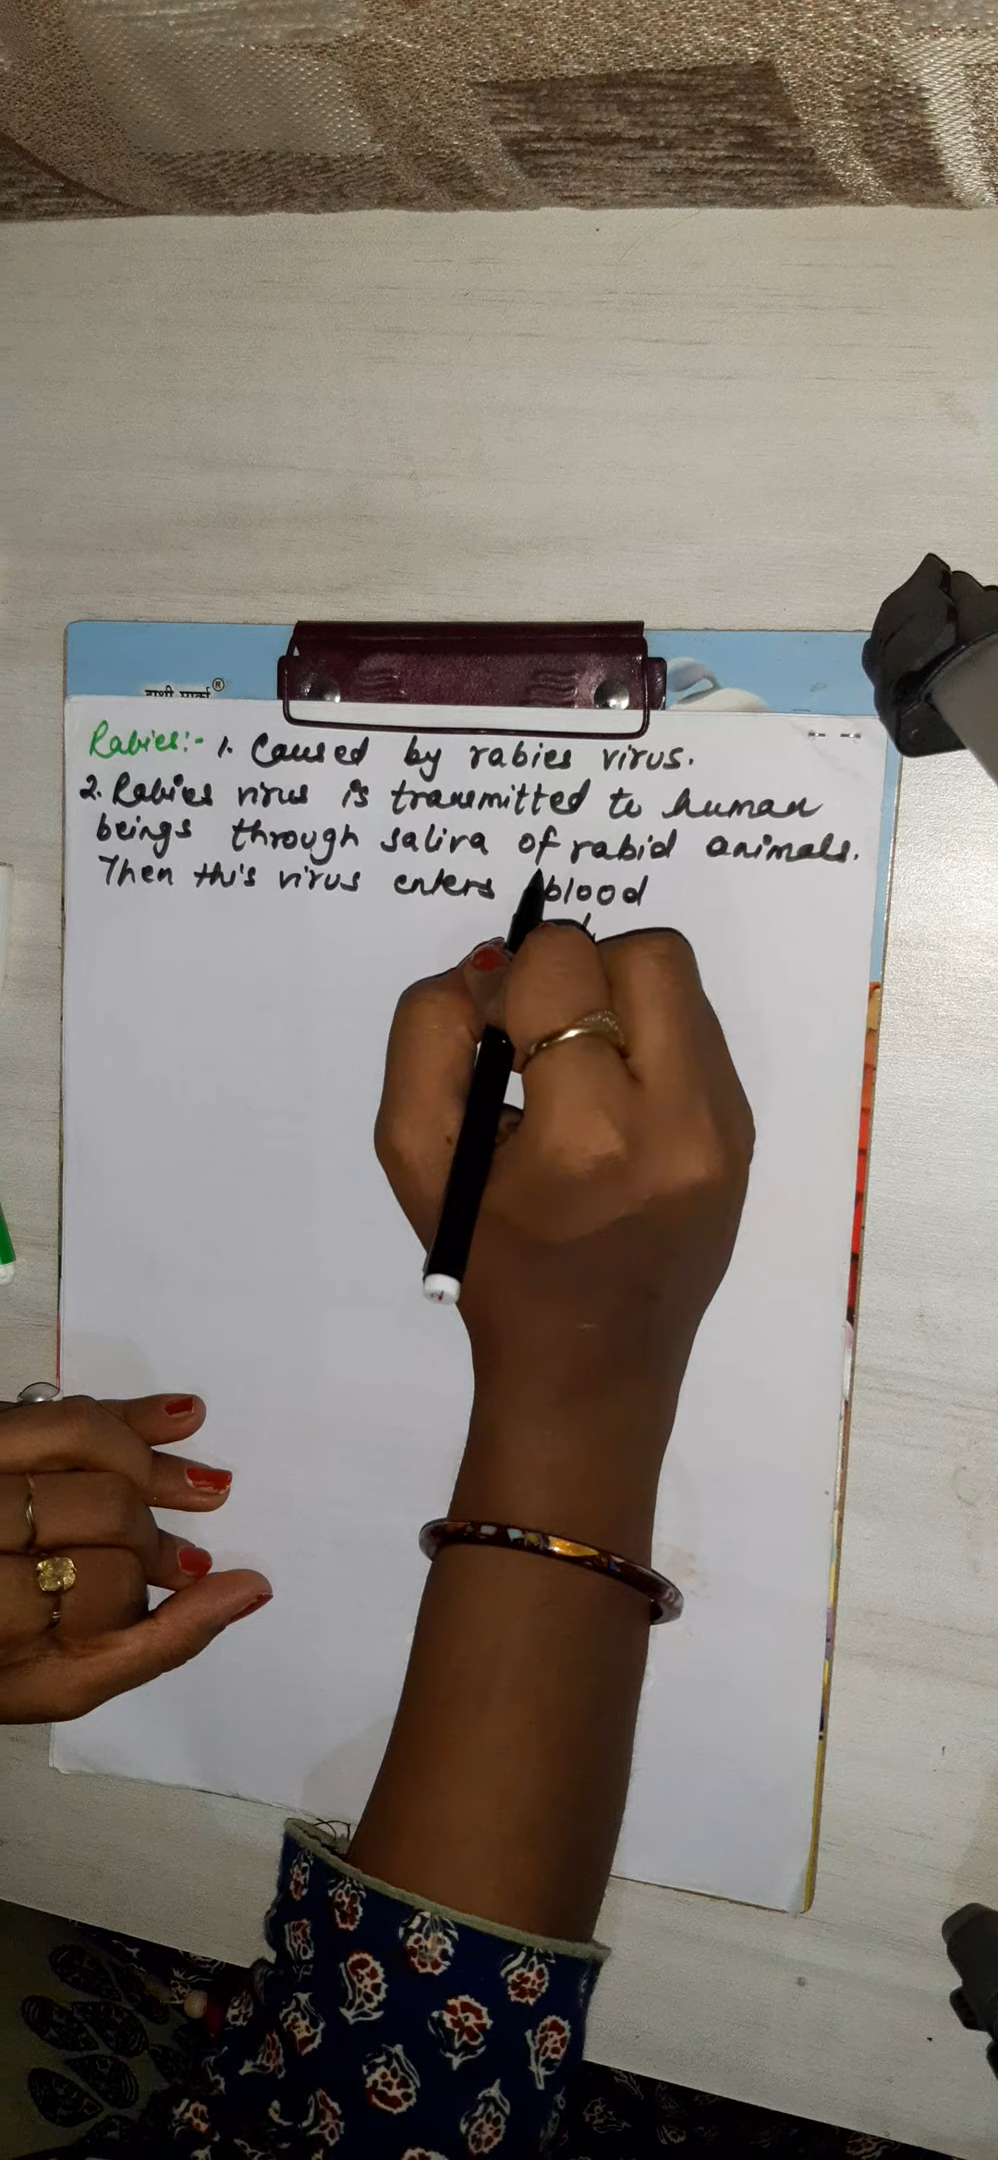 हाथी मार्का®
Rabies:- 1. Caused by rabies virus.
2. Rabies virus is transmitted to human
beings through saliva of rabid animals.
Then this virus enters blood